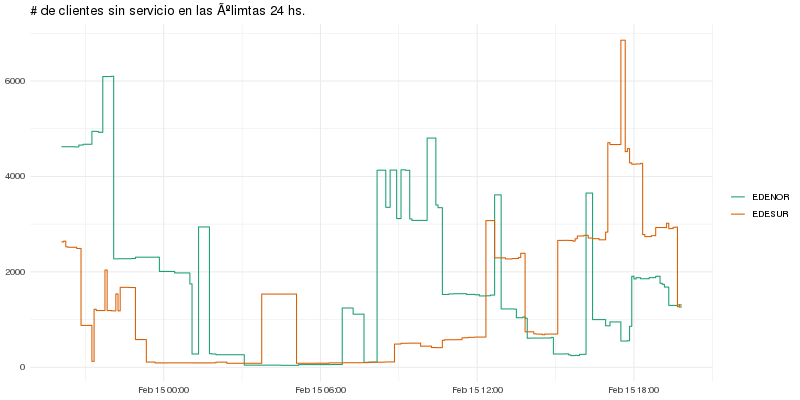 # de clientes sin servicio en las Ãºlimtas 24 hs.
6000
4000
2000
0
Feb 15 00:00
Feb 15 06:00
Feb 15 12:00
Feb 15 18:00
EDENOR
EDESUR